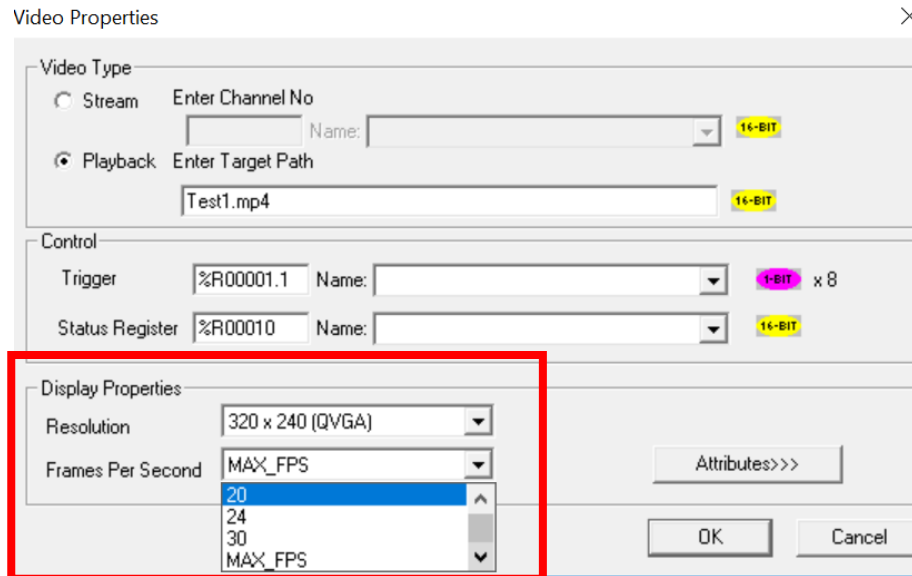 Video Properties
Video Type
Stream Enter Channel No
Name: 16-BIT
Playback Enter Target Path
Test1.mp4 16-BIT
Control
Trigger %R00001.1 Name: 1-BIT x 8
Status Register %R00010 Name: 16-BIT
Display Properties
Resolution 320 x 240 (QVGA)
Frames Per Second MAX_FPS Attributes>>>
20
24
30
MAX_FPS
OK Cancel